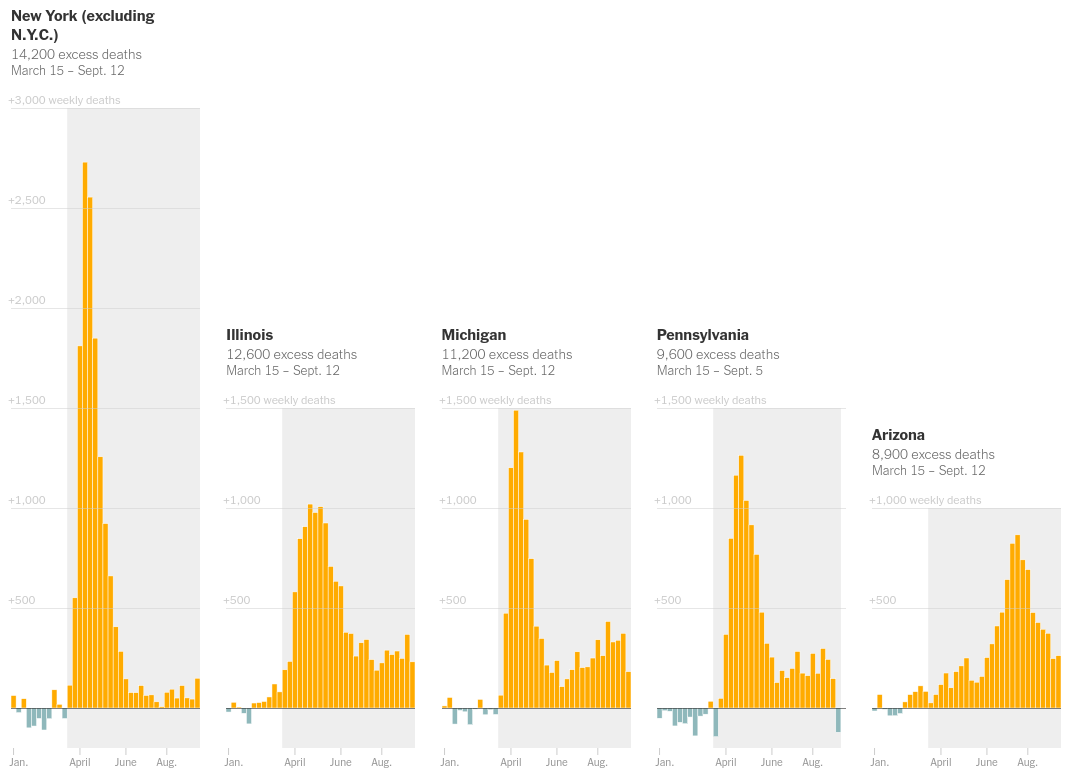 New York (excluding
N.Y.C.)
14,200 excess deaths
March 15 – Sept. 12
+3,000 weekly deaths
+2,500
+2,000
+1,500
+1,000
+500
Jan.
April
June
Aug.
Illinois
12,600 excess deaths
March 15 – Sept. 12
+1,500 weekly deaths
+1,000
+500
Jan.
April
June
Aug.
Michigan
11,200 excess deaths
March 15 – Sept. 12
+1,500 weekly deaths
+1,000
+500
Jan.
April
June
Aug.
Pennsylvania
9,600 excess deaths
March 15 – Sept. 5
+1,500 weekly deaths
+1,000
+500
Jan.
April
June
Aug.
Arizona
8,900 excess deaths
March 15 – Sept. 12
+1,000 weekly deaths
+500
Jan.
April
June
Aug.